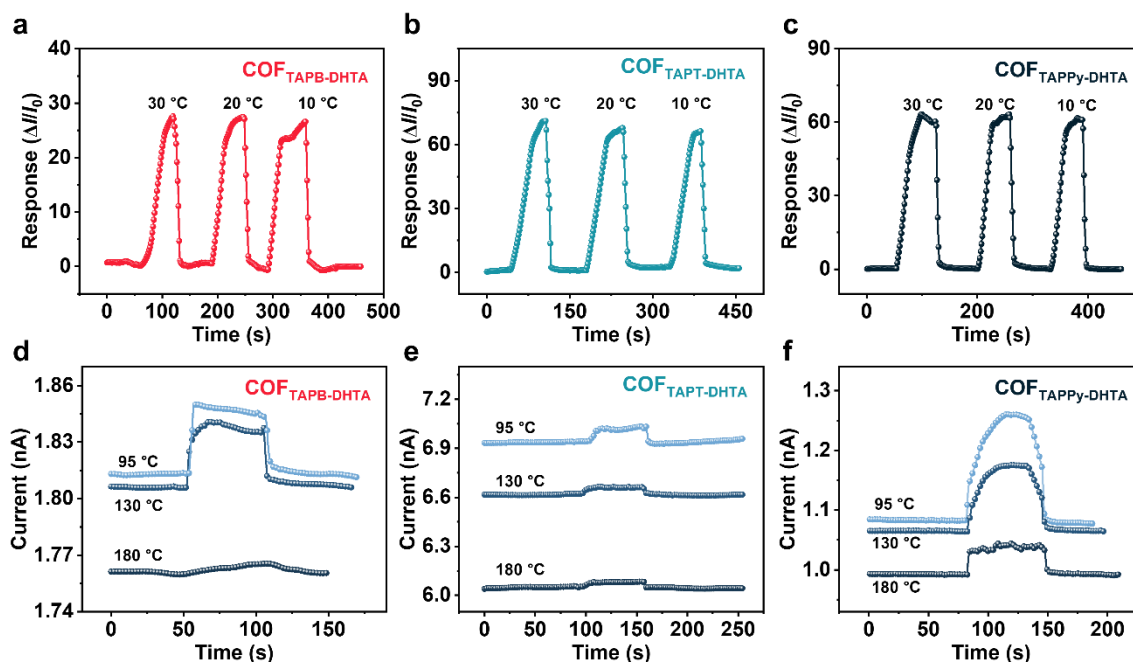 a
COFTAPB-DHTA
30 °C 20 °C 10 °C
Response (ΔI/I0)
40
30
20
10
0
0 100 200 300 400 500
Time (s)
b
COFTAPT-DHTA
30 °C 20 °C 10 °C
Response (ΔI/I0)
90
60
30
0
0 150 300 450
Time (s)
c
COFTAPPy-DHTA
30 °C 20 °C 10 °C
Response (ΔI/I0)
90
60
30
0
0 200 400
Time (s)
d
COFTAPB-DHTA
95 °C
130 °C
180 °C
Current (nA)
1.86
1.83
1.80
1.77
1.74
0 50 100 150
Time (s)
e
COFTAPT-DHTA
95 °C
130 °C
180 °C
Current (nA)
7.2
6.9
6.6
6.3
6.0
0 50 100 150 200 250
Time (s)
f
COFTAPPy-DHTA
95 °C
130 °C
180 °C
Current (nA)
1.3
1.2
1.1
1.0
0 50 100 150 200
Time (s)